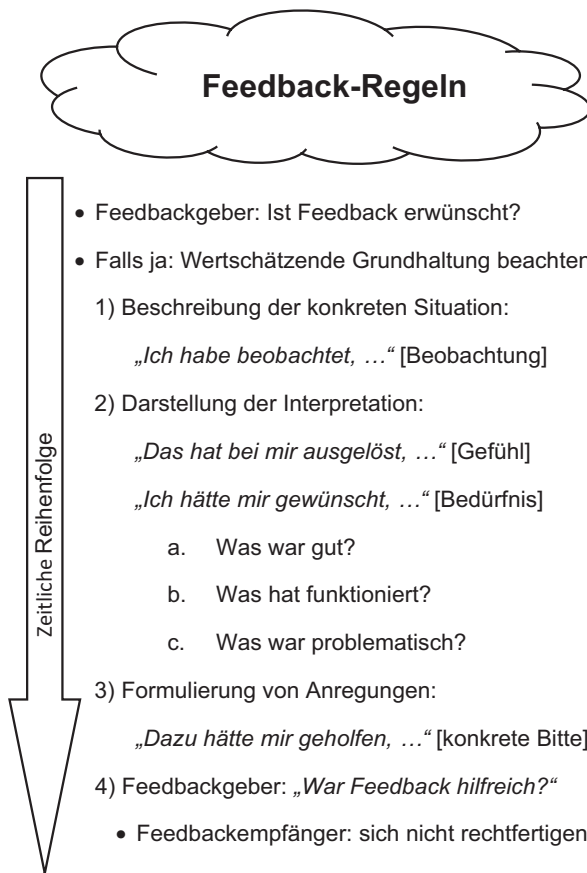 Feedback-Regeln
Zeitliche Reihenfolge
• Feedbackgeber: Ist Feedback erwünscht?
• Falls ja: Wertschätzende Grundhaltung beachten
1) Beschreibung der konkreten Situation:
„Ich habe beobachtet, …“ [Beobachtung]
2) Darstellung der Interpretation:
„Das hat bei mir ausgelöst, …“ [Gefühl]
„Ich hätte mir gewünscht, …“ [Bedürfnis]
a. Was war gut?
b. Was hat funktioniert?
c. Was war problematisch?
3) Formulierung von Anregungen:
„Dazu hätte mir geholfen, …“ [konkrete Bitte]
4) Feedbackgeber: „War Feedback hilfreich?“
• Feedbackempfänger: sich nicht rechtfertigen